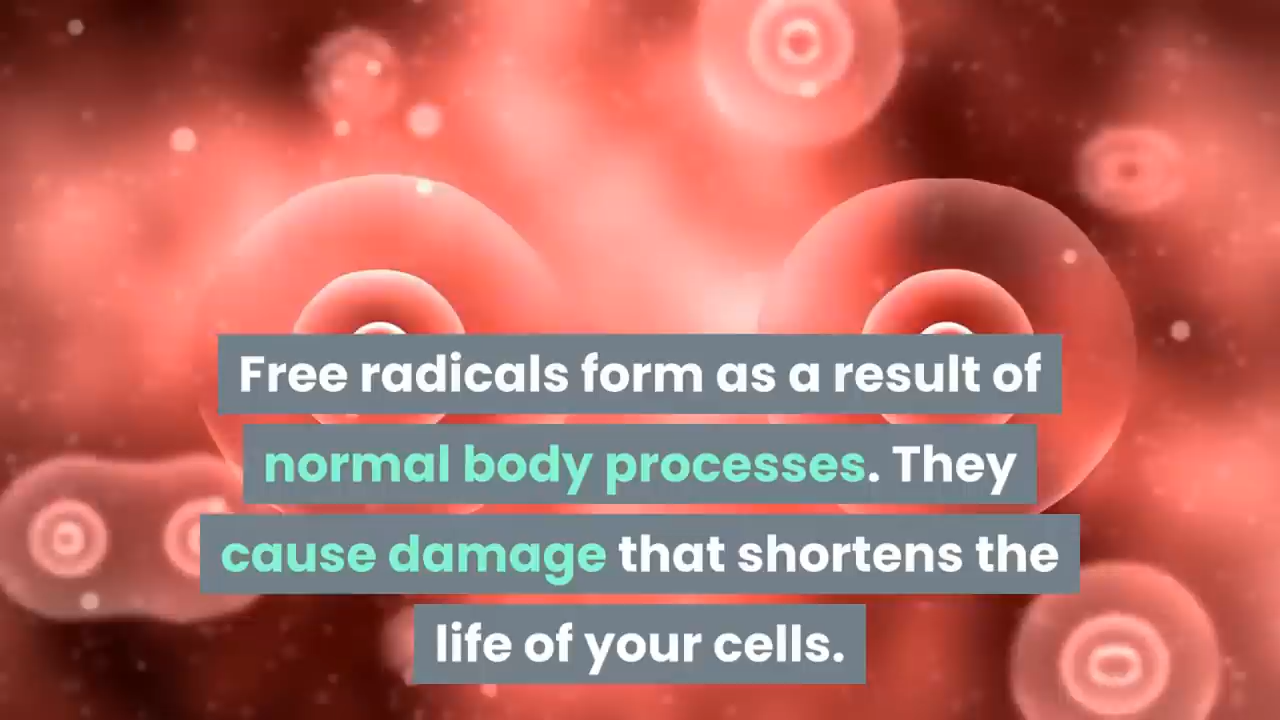 Free radicals form as a result of
normal body processes. They
cause damage that shortens the
life of your cells.